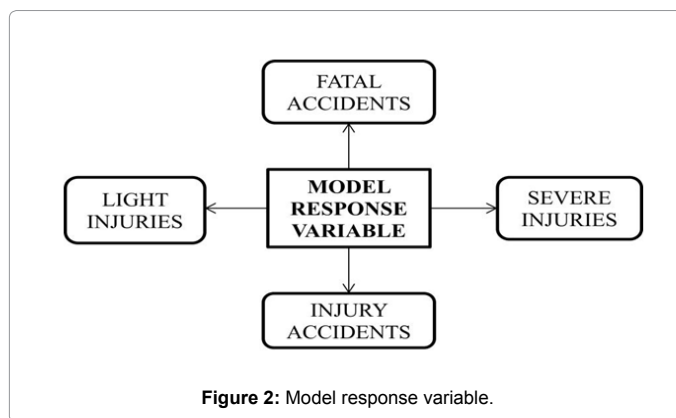 FATAL
ACCIDENTS
LIGHT
INJURIES
MODEL
RESPONSE
VARIABLE
SEVERE
INJURIES
INJURY
ACCIDENTS
Figure 2: Model response variable.